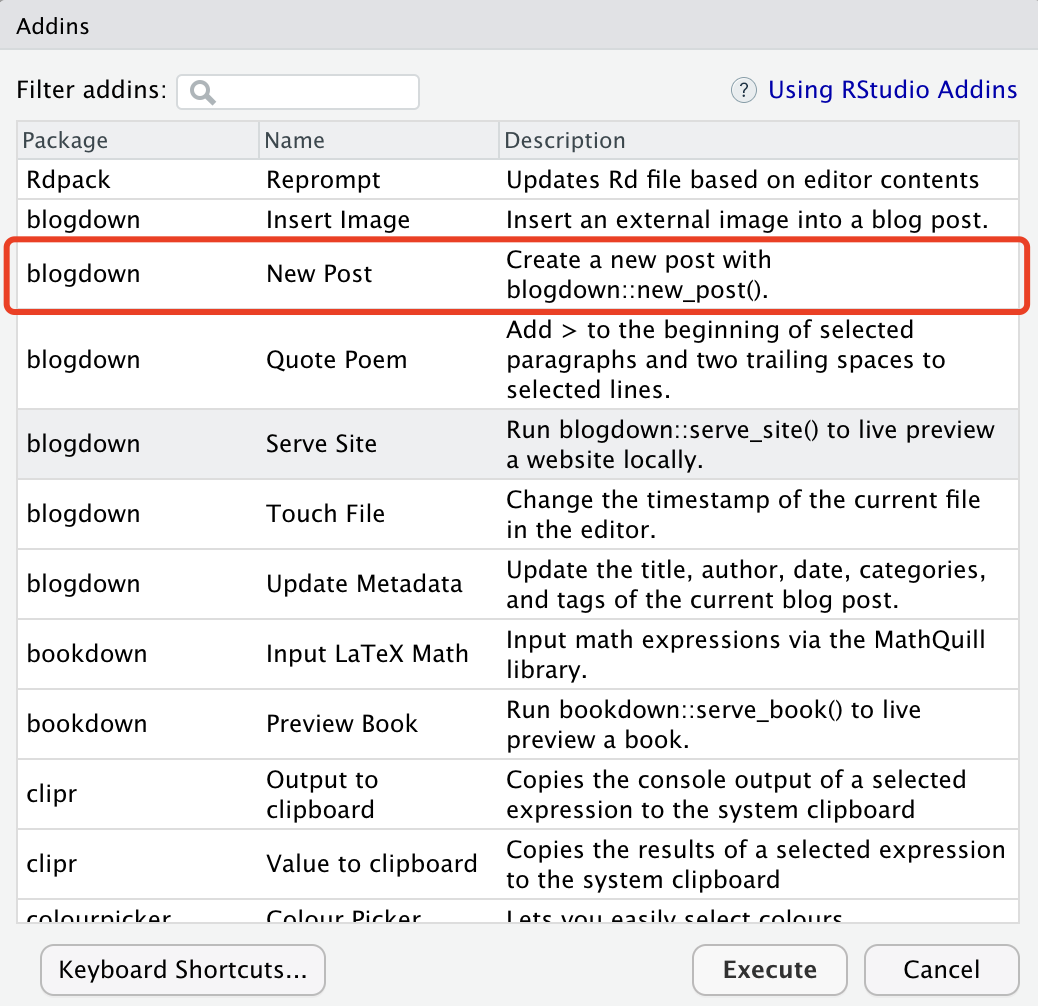 Addins
Filter addins:
? Using RStudio Addins
Package Name Description
Rdpack Reprompt Updates Rd file based on editor contents
blogdown Insert Image Insert an external image into a blog post.
blogdown New Post Create a new post with
blogdown::new_post().
blogdown Quote Poem Add > to the beginning of selected
paragraphs and two trailing spaces to
selected lines.
blogdown Serve Site Run blogdown::serve_site() to live preview
a website locally.
blogdown Touch File Change the timestamp of the current file
in the editor.
blogdown Update Metadata Update the title, author, date, categories,
and tags of the current blog post.
bookdown Input LaTeX Math Input math expressions via the MathQuill
library.
bookdown Preview Book Run bookdown::serve_book() to live
preview a book.
clipr Output to
clipboard Copies the console output of a selected
expression to the system clipboard
clipr Value to clipboard Copies the results of a selected expression
to the system clipboard
colourpicker Colour Picker Lets you easily select colours
Keyboard Shortcuts... Execute Cancel